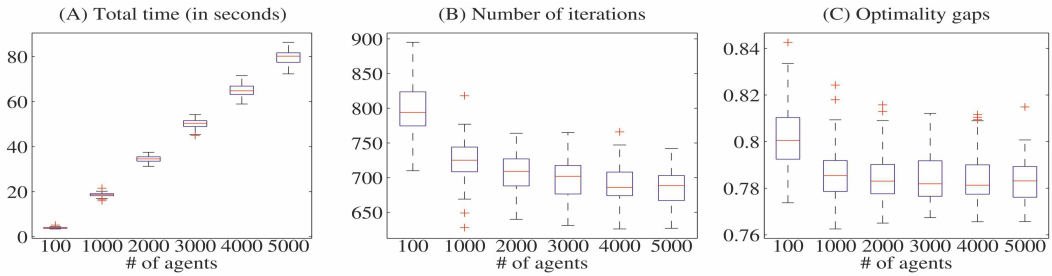 (A) Total time (in seconds)
80
60
40
20
0
100 1000 2000 3000 4000 5000
# of agents
(B) Number of iterations
900
800
700
650
100 1000 2000 3000 4000 5000
# of agents
(C) Optimality gaps
0.84
0.82
0.8
0.78
0.76
100 1000 2000 3000 4000 5000
# of agents